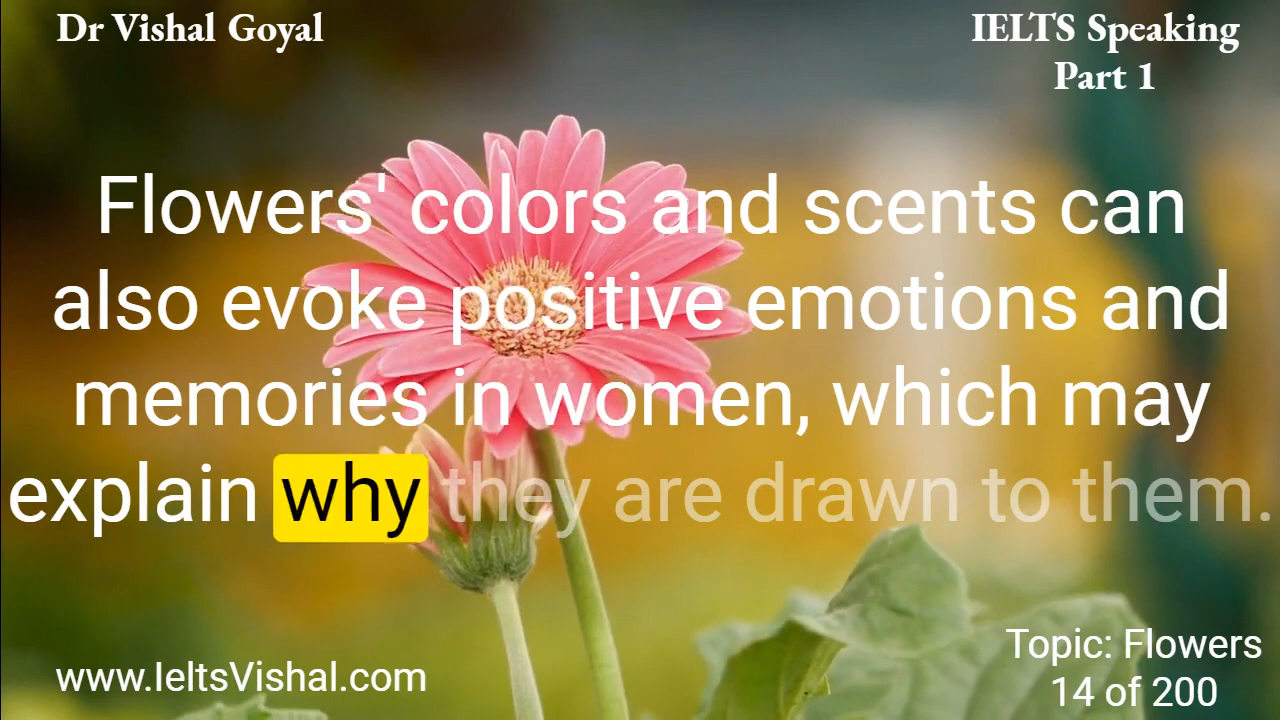 Dr Vishal Goyal
IELTS Speaking
Part 1
Flowers' colors and scents can
also evoke positive emotions and
memories in women, which may
explain why they are drawn to them.
www.IeltsVishal.com
Topic: Flowers
14 of 200